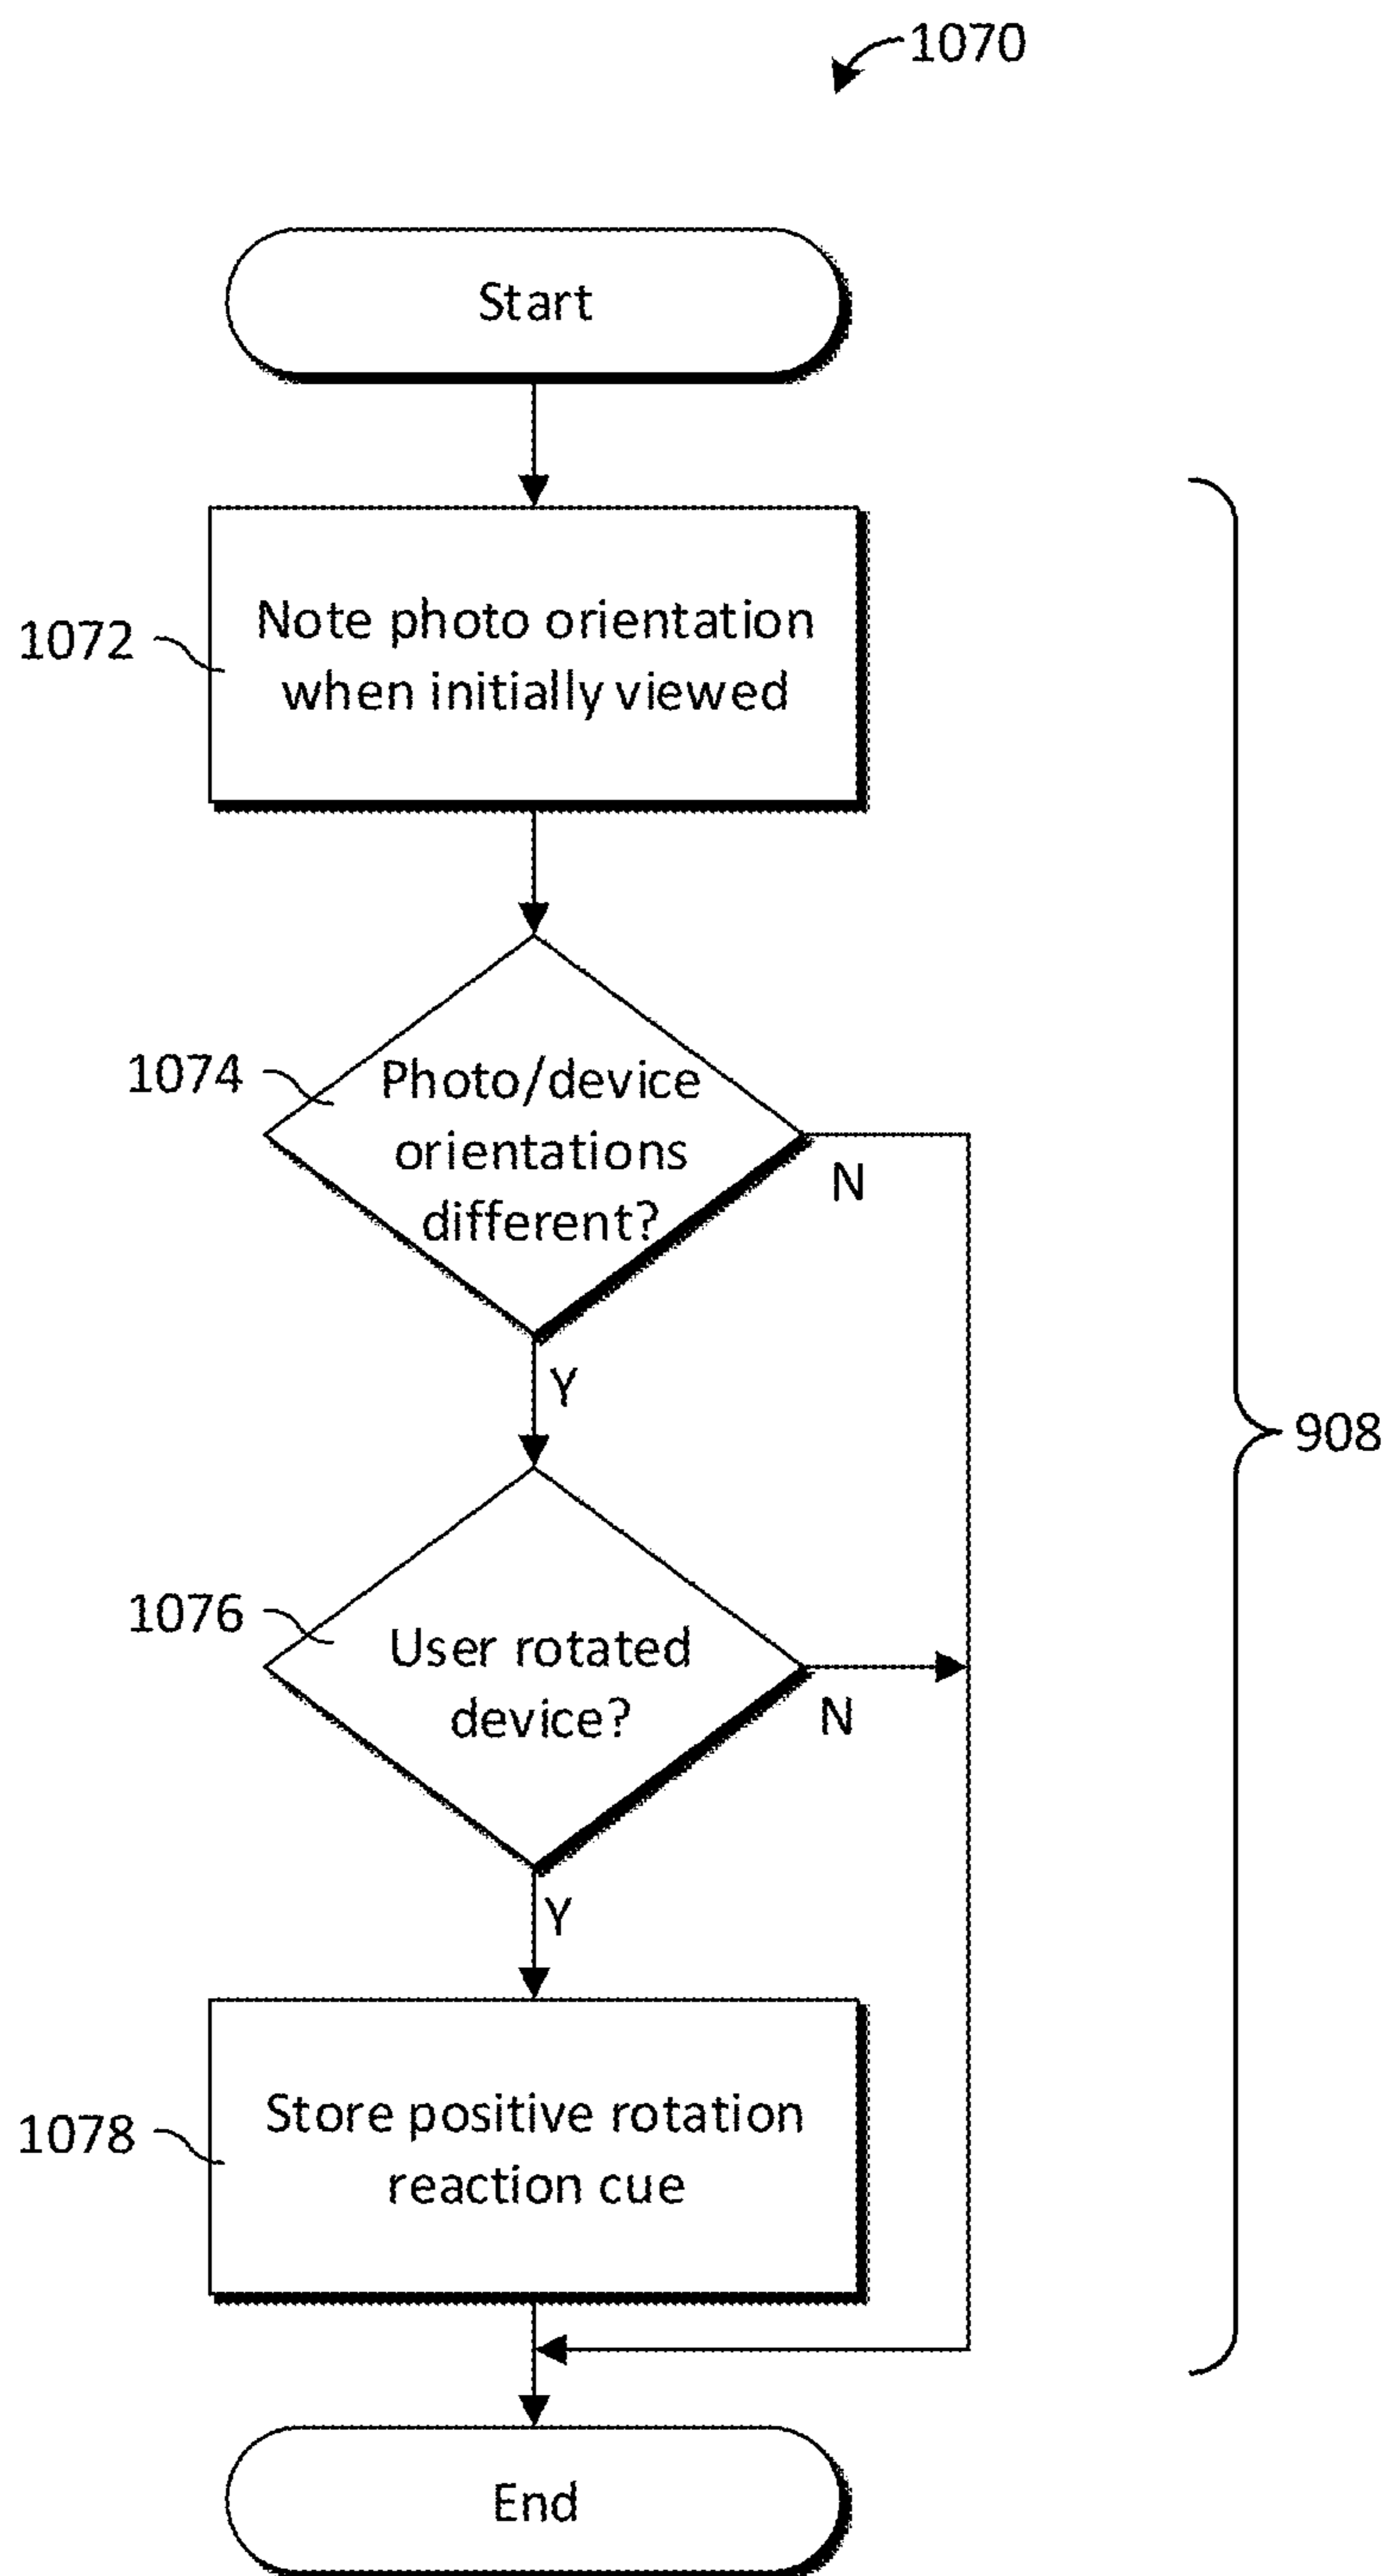 1070
Start
1072
Note photo orientation
when initially viewed
1074
Photo/device
orientations
different?
N
Y
908
1076
User rotated
device?
N
Y
1078
Store positive rotation
reaction cue
End